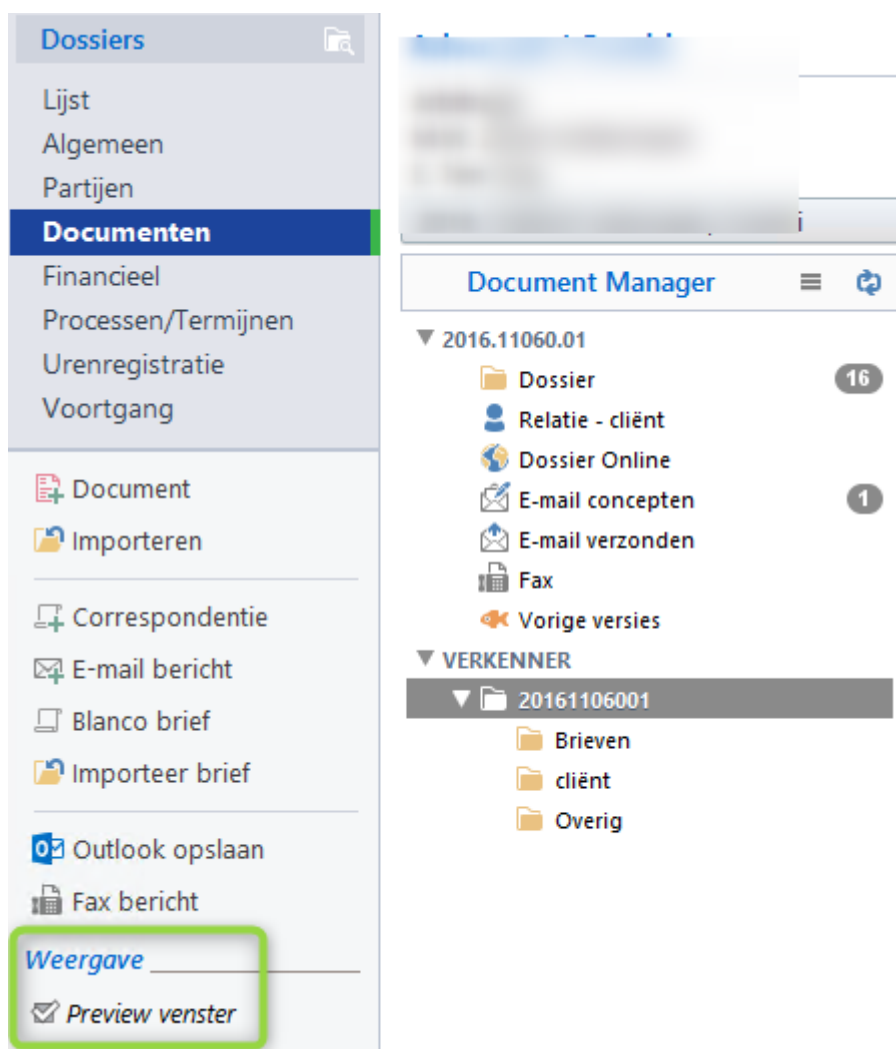 Dossiers
Lijst
Algemeen
Partijen
Documenten
Financieel
Processen/Termijnen
Urenregistratie
Voortgang
Document
Importeren
Correspondentie
E-mail bericht
Blanco brief
Importeer brief
Outlook opslaan
Fax bericht
Weergave
Preview venster
Document Manager
2016.11060.01
Dossier 16
Relatie - cliënt
Dossier Online
E-mail concepten 1
E-mail verzonden
Fax
Vorige versies
VERKENNER
20161106001
Brieven
cliënt
Overig